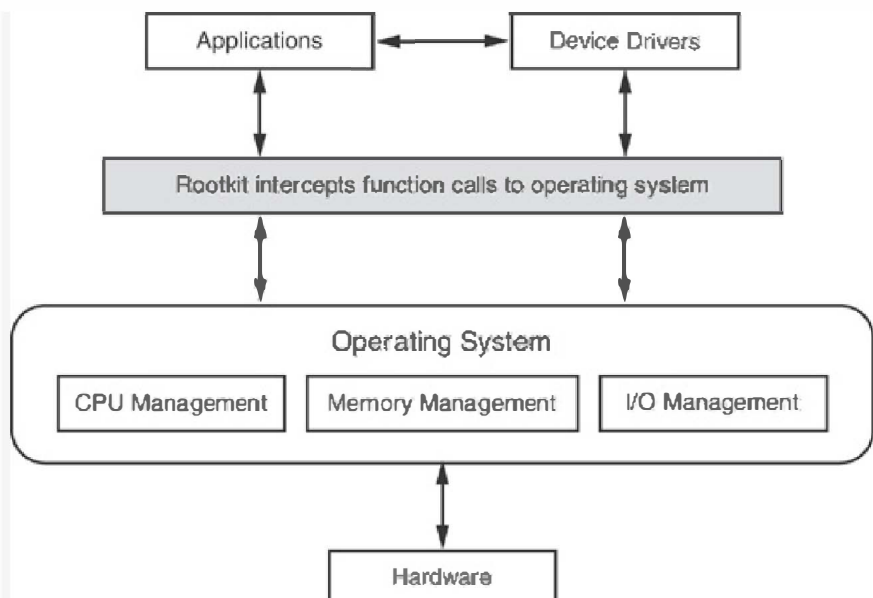 Applications
Device Drivers
Rootkit intercepts function calls to operating system
Operating System
CPU Management
Memory Management
I/O Management
Hardware